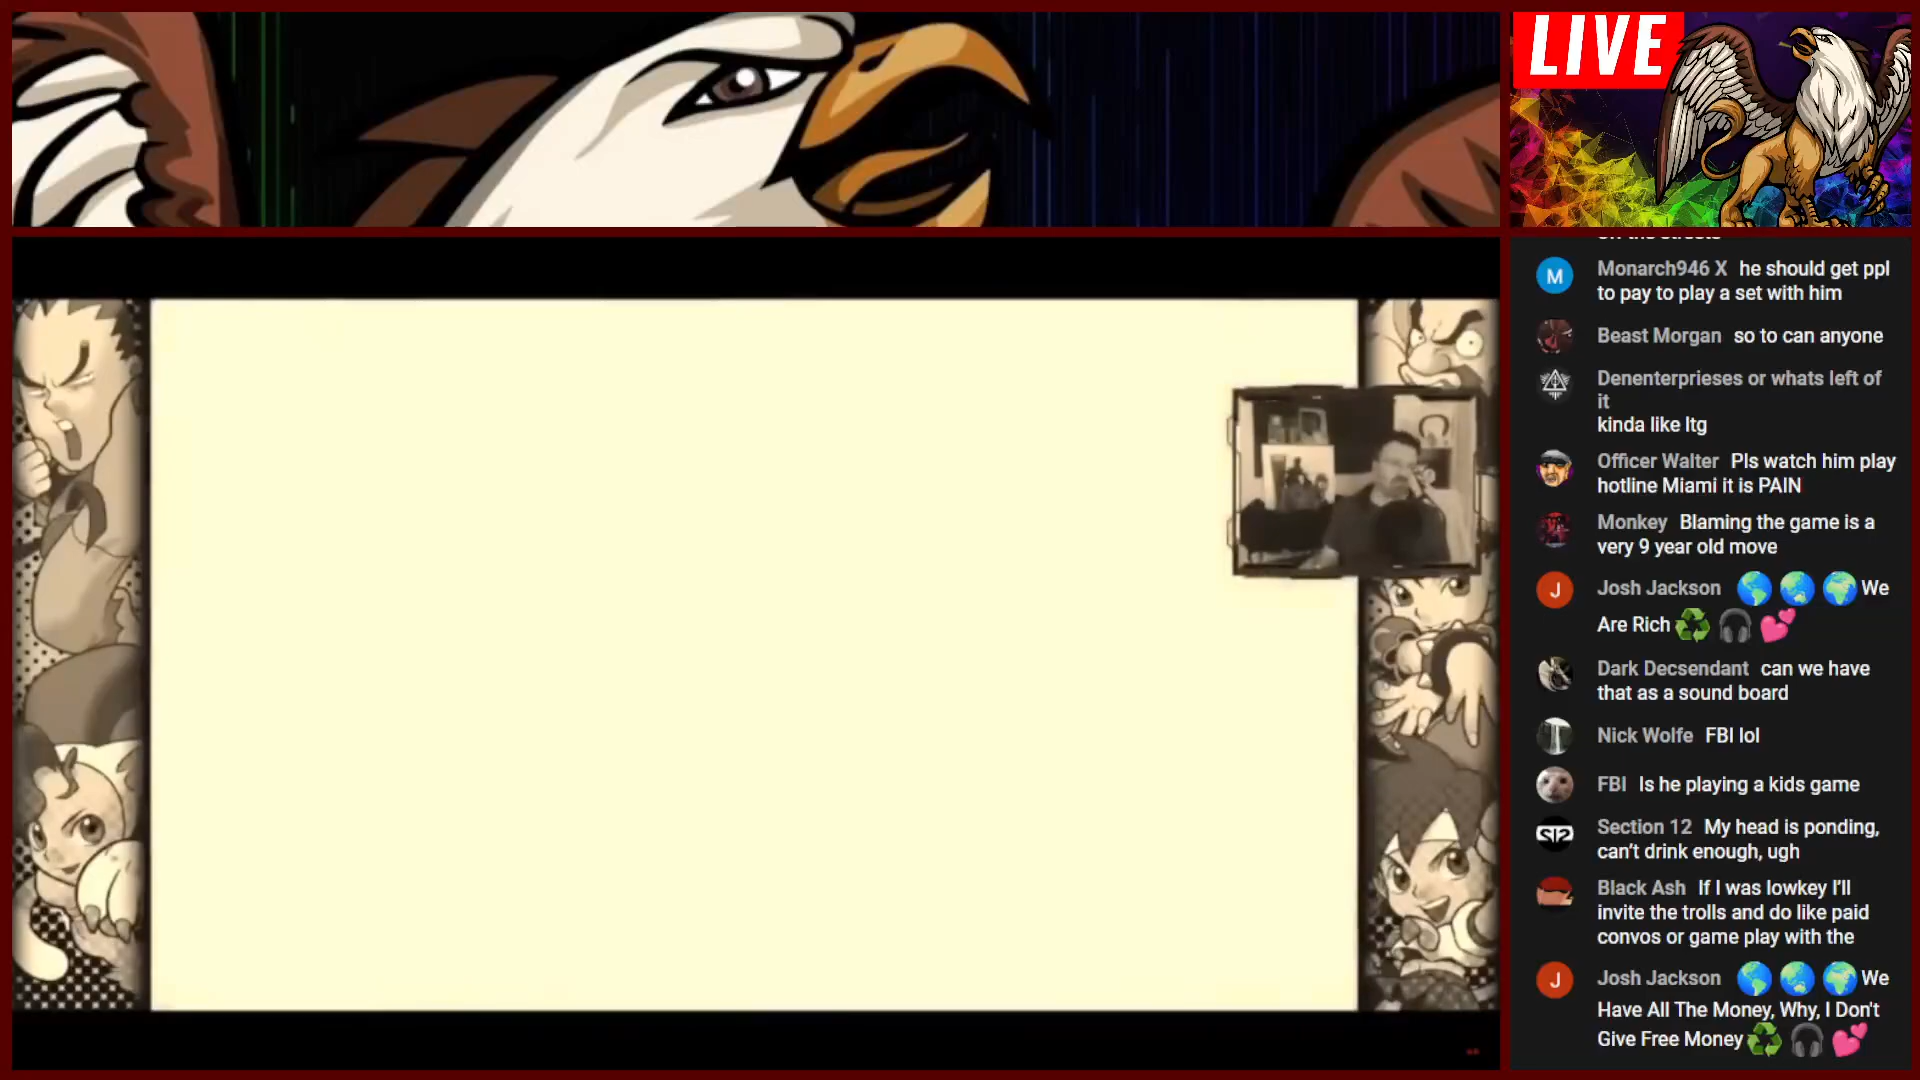 LIVE
Monarch946 X he should get ppl
to pay to play a set with him
Beast Morgan so to can anyone
Denenterprieses or whats left of
it
kinda like ltg
Officer Walter Pls watch him play
hotline Miami it is PAIN
Monkey Blaming the game is a
very 9 year old move
Josh Jackson 🌎 🌏 🌍 We
Are Rich ♻️ 🎧 💕
Dark Decsendant can we have
that as a sound board
Nick Wolfe FBI lol
FBI Is he playing a kids game
Section 12 My head is ponding,
can't drink enough, ugh
Black Ash If I was lowkey I'll
invite the trolls and do like paid
convos or game play with the
Josh Jackson 🌎 🌏 🌍 We
Have All The Money, Why, I Don't
Give Free Money ♻️ 🎧 💕